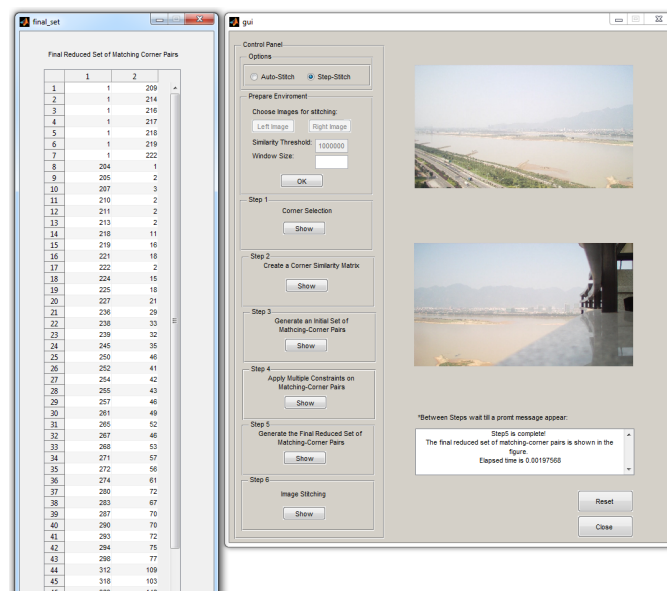 final_set
Final Reduced Set of Matching Corner Pairs
1 2
1 1 209
2 1 214
3 1 216
4 1 217
5 1 218
6 1 219
7 1 222
8 204 1
9 205 2
10 207 3
11 210 2
12 211 2
13 213 2
14 218 11
15 219 16
16 221 18
17 222 2
18 224 15
19 225 18
20 227 21
21 236 29
22 238 33
23 239 32
24 245 35
25 250 46
26 252 41
27 254 42
28 255 43
29 257 46
30 261 49
31 265 52
32 267 46
33 268 53
34 271 57
35 272 56
36 274 61
37 280 72
38 283 67
39 287 70
40 290 70
41 293 72
42 294 75
43 298 77
44 312 109
45 318 103
gui
Control Panel
Options
Auto-Stitch Step-Stitch
Prepare Enviroment
Choose Images for stitching:
Left Image Right Image
Similarity Threshold: 1000000
Window Size:
OK
Step 1
Corner Selection
Show
Step 2
Create a Corner Similarity Matrix
Show
Step 3
Generate an Initial Set of
Mathcing-Corner Pairs
Show
Step 4
Apply Multiple Constraints on
Matching-Corner Pairs
Show
Step 5
Generate the Final Reduced Set of
Matching-Corner Pairs
Show
Step 6
Image Stitching
Show
*Between Steps wait till a promt message appear:
Step5 is complete!
The final reduced set of matching-corner pairs is shown in the
figure.
Elapsed time is 0.00197568
Reset
Close